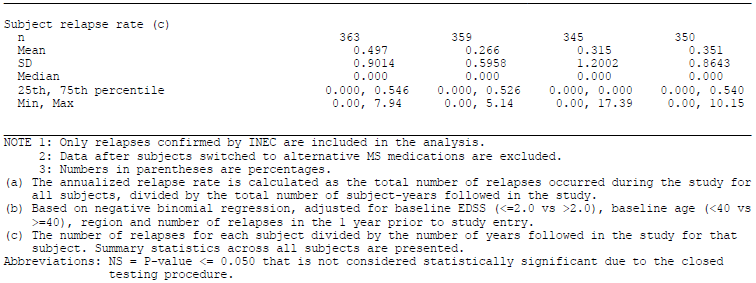 Subject relapse rate (c)
n 363 359 345 350
Mean 0.497 0.266 0.315 0.351
SD 0.9014 0.5958 1.2002 0.8643
Median 0.000 0.000 0.000 0.000
25th, 75th percentile 0.000, 0.546 0.000, 0.526 0.000, 0.000 0.000, 0.540
Min, Max 0.00, 7.94 0.00, 5.14 0.00, 17.39 0.00, 10.15
NOTE 1: Only relapses confirmed by INEC are included in the analysis.
2: Data after subjects switched to alternative MS medications are excluded.
3: Numbers in parentheses are percentages.
(a) The annualized relapse rate is calculated as the total number of relapses occurred during the study for
all subjects, divided by the total number of subject-years followed in the study.
(b) Based on negative binomial regression, adjusted for baseline EDSS (<=2.0 vs >2.0), baseline age (<40 vs
>=40), region and number of relapses in the 1 year prior to study entry.
(c) The number of relapses for each subject divided by the number of years followed in the study for that
subject. Summary statistics across all subjects are presented.
Abbreviations: NS = P-value <= 0.050 that is not considered statistically significant due to the closed
testing procedure.